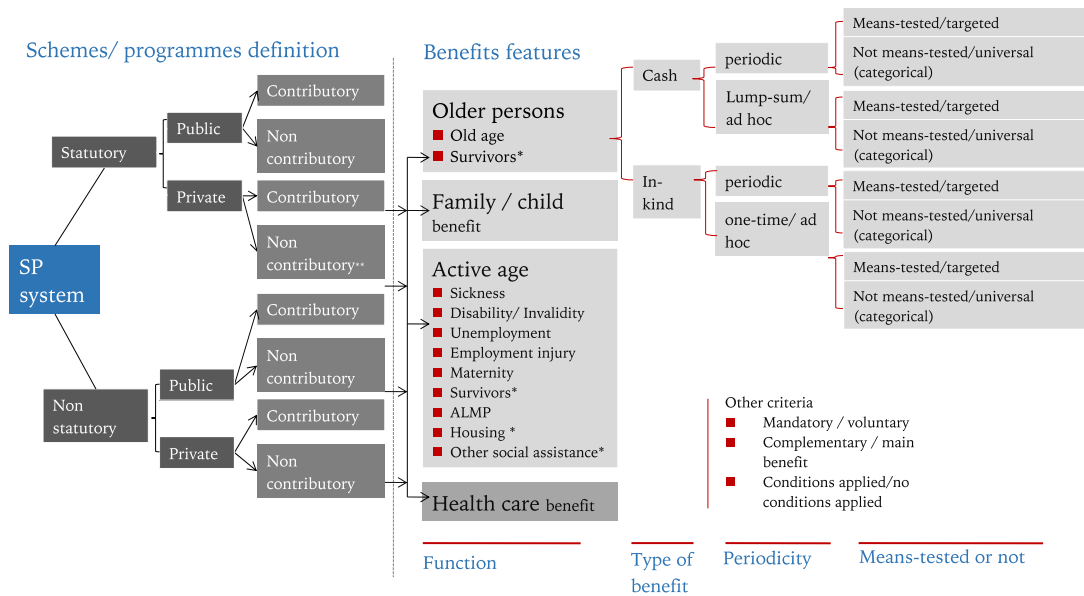 Schemes/ programmes definition
SP
system
Statutory
Non
statutory
Public
Private
Public
Private
Contributory
Non
contributory
Contributory
Non
contributory**
Contributory
Non
contributory
Contributory
Non
contributory
Benefits features
Older persons
Old age
Survivors*
Family / child
benefit
Active age
Sickness
Disability/ Invalidity
Unemployment
Employment injury
Maternity
Survivors*
ALMP
Housing *
Other social assistance*
Health care benefit
Cash
In-
kind
periodic
Lump-sum/
ad hoc
periodic
one-time/ ad
hoc
Means-tested/targeted
Not means-tested/universal
(categorical)
Means-tested/targeted
Not means-tested/universal
(categorical)
Means-tested/targeted
Not means-tested/universal
(categorical)
Means-tested/targeted
Not means-tested/universal
(categorical)
Other criteria
Mandatory / voluntary
Complementary / main
benefit
Conditions applied/no
conditions applied
Function
Type of
benefit
Periodicity
Means-tested or not